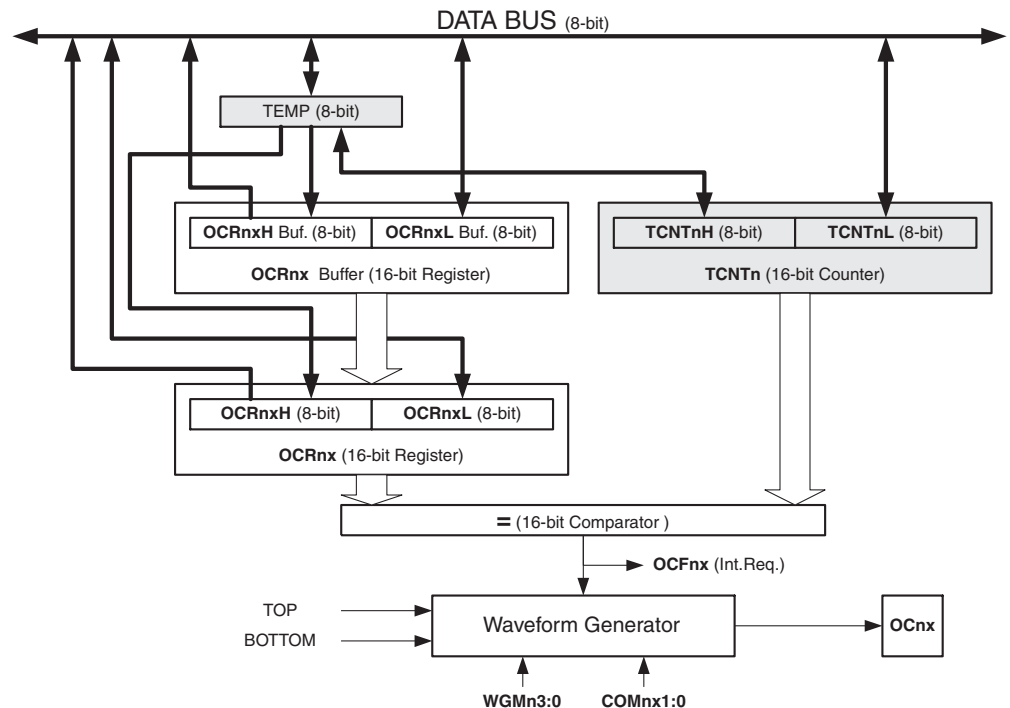 DATA BUS (8-bit)
TEMP (8-bit)
OCRnxH Buf. (8-bit) OCRnxL Buf. (8-bit)
OCRnx Buffer (16-bit Register)
TCNTnH (8-bit) TCNTnL (8-bit)
TCNTn (16-bit Counter)
OCRnxH (8-bit) OCRnxL (8-bit)
OCRnx (16-bit Register)
= (16-bit Comparator )
OCFnx (Int.Req.)
TOP
BOTTOM
Waveform Generator
OCnx
WGMn3:0 COMnx1:0